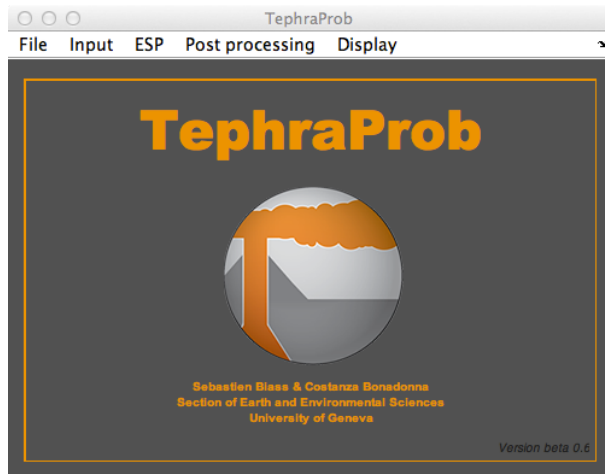 TephraProb
File Input ESP Post processing Display
TephraProb
Sebastien Biass & Costanza Bonadonna
Section of Earth and Environmental Sciences
University of Geneva
Version beta 0.6